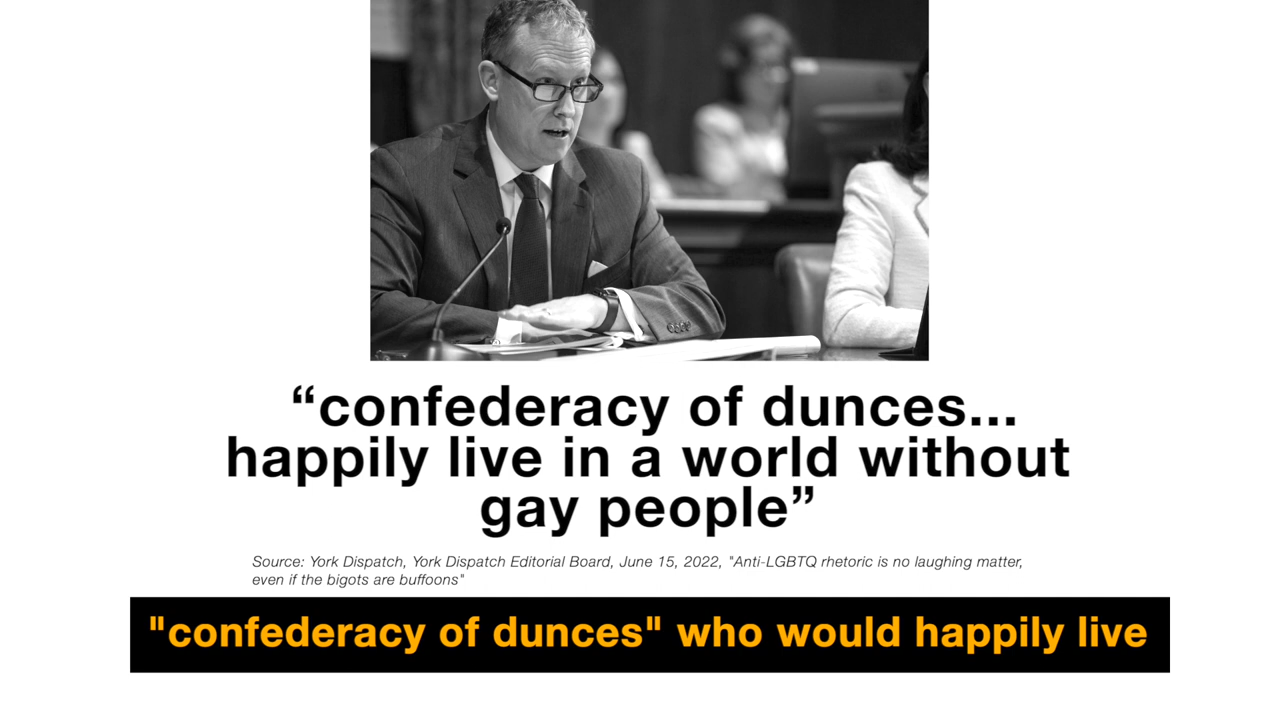 “confederacy of dunces...
happily live in a world without
gay people”
Source: York Dispatch, York Dispatch Editorial Board, June 15, 2022, "Anti-LGBTQ rhetoric is no laughing matter,
even if the bigots are buffoons"
"confederacy of dunces" who would happily live